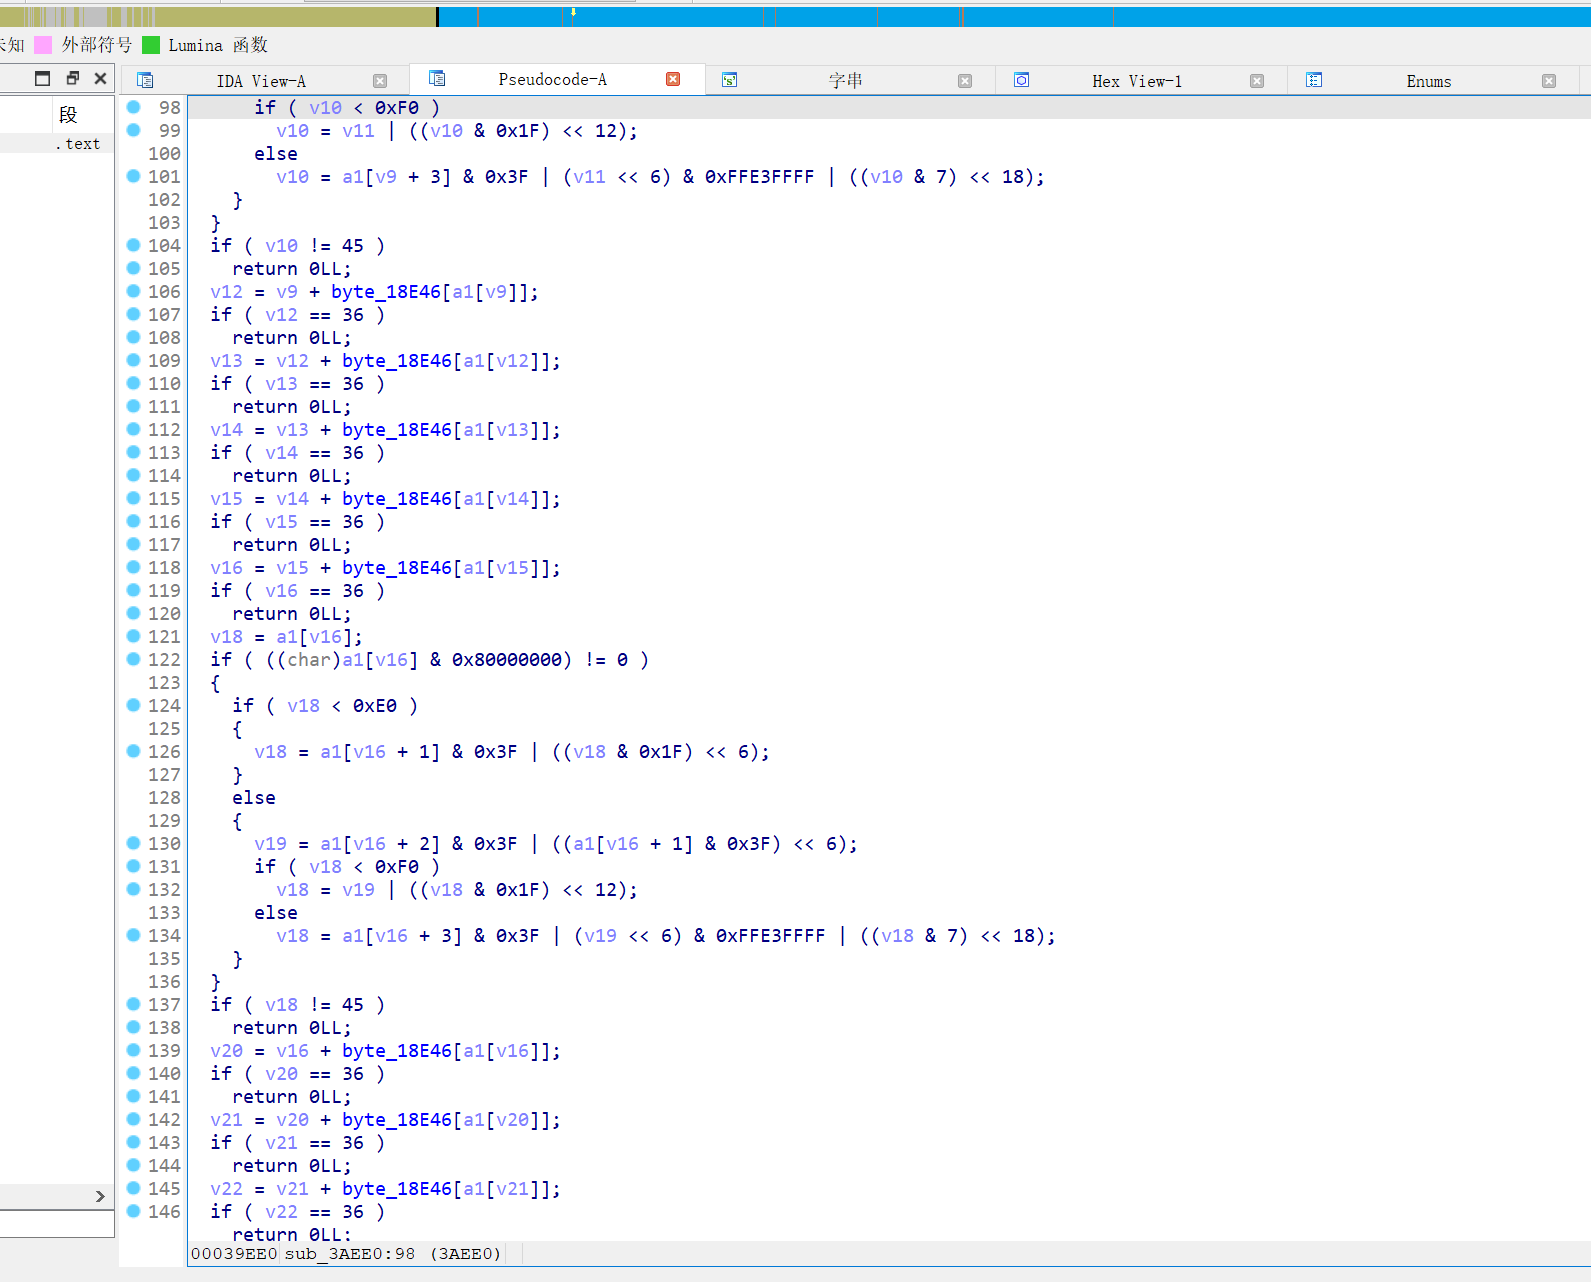 未知 外部符号 Lumina 函数
IDA View-A Pseudocode-A 字串 Hex View-1 Enums
段
.text
98 if ( v10 < 0xF0 )
99 v10 = v11 | ((v10 & 0x1F) << 12);
100 else
101 v10 = a1[v9 + 3] & 0x3F | (v11 << 6) & 0xFFE3FFFF | ((v10 & 7) << 18);
102 }
103 }
104 if ( v10 != 45 )
105 return 0LL;
106 v12 = v9 + byte_18E46[a1[v9]];
107 if ( v12 == 36 )
108 return 0LL;
109 v13 = v12 + byte_18E46[a1[v12]];
110 if ( v13 == 36 )
111 return 0LL;
112 v14 = v13 + byte_18E46[a1[v13]];
113 if ( v14 == 36 )
114 return 0LL;
115 v15 = v14 + byte_18E46[a1[v14]];
116 if ( v15 == 36 )
117 return 0LL;
118 v16 = v15 + byte_18E46[a1[v15]];
119 if ( v16 == 36 )
120 return 0LL;
121 v18 = a1[v16];
122 if ( ((char)a1[v16] & 0x80000000) != 0 )
123 {
124 if ( v18 < 0xE0 )
125 {
126 v18 = a1[v16 + 1] & 0x3F | ((v18 & 0x1F) << 6);
127 }
128 else
129 {
130 v19 = a1[v16 + 2] & 0x3F | ((a1[v16 + 1] & 0x3F) << 6);
131 if ( v18 < 0xF0 )
132 v18 = v19 | ((v18 & 0x1F) << 12);
133 else
134 v18 = a1[v16 + 3] & 0x3F | (v19 << 6) & 0xFFE3FFFF | ((v18 & 7) << 18);
135 }
136 }
137 if ( v18 != 45 )
138 return 0LL;
139 v20 = v16 + byte_18E46[a1[v16]];
140 if ( v20 == 36 )
141 return 0LL;
142 v21 = v20 + byte_18E46[a1[v20]];
143 if ( v21 == 36 )
144 return 0LL;
145 v22 = v21 + byte_18E46[a1[v21]];
146 if ( v22 == 36 )
return 0LL;
00039EE0 sub_3AEE0:98 (3AEE0)